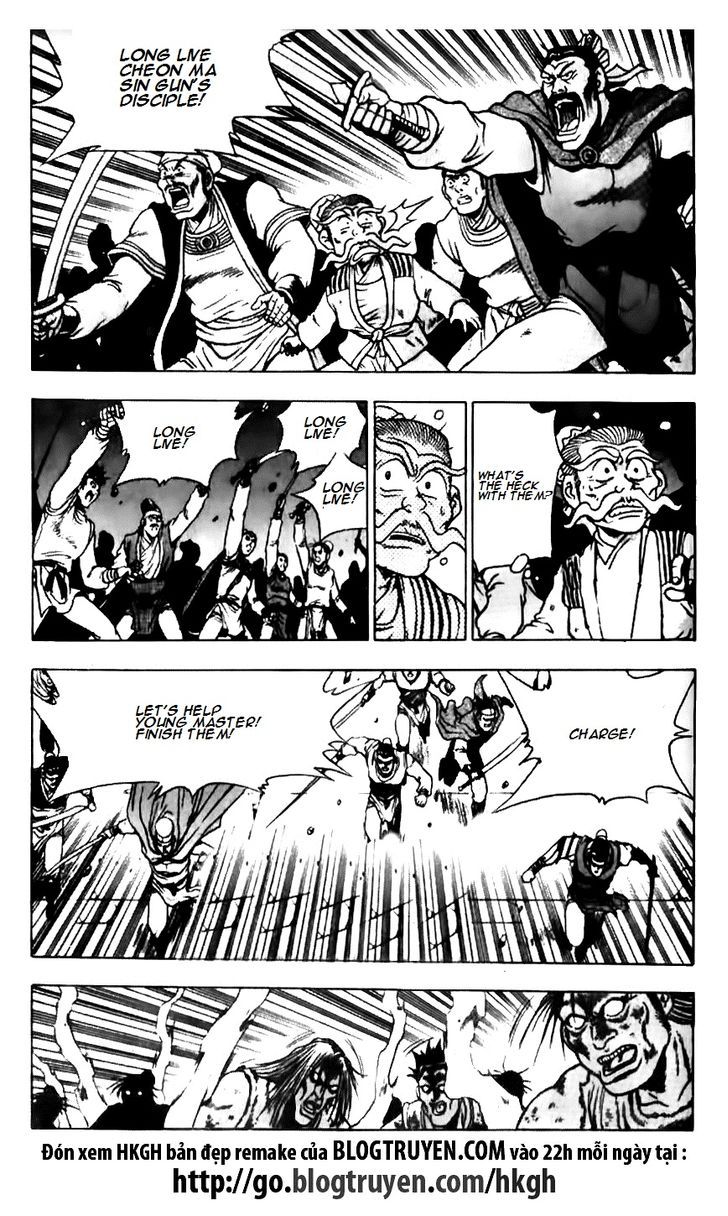 LONG LIVE
CHEON MA
SIN GUN'S
DISCIPLE!
LONG
LIVE!
LONG
LIVE!
LONG
LIVE!
WHAT'S
THE HECK
WITH THEM?
LET'S HELP
YOUNG MASTER!
FINISH THEM!
CHARGE!
Đón xem HKGH bản đẹp remake của BLOGTRUYEN.COM vào 22h mỗi ngày tại :
http://go.blogtruyen.com/hkgh